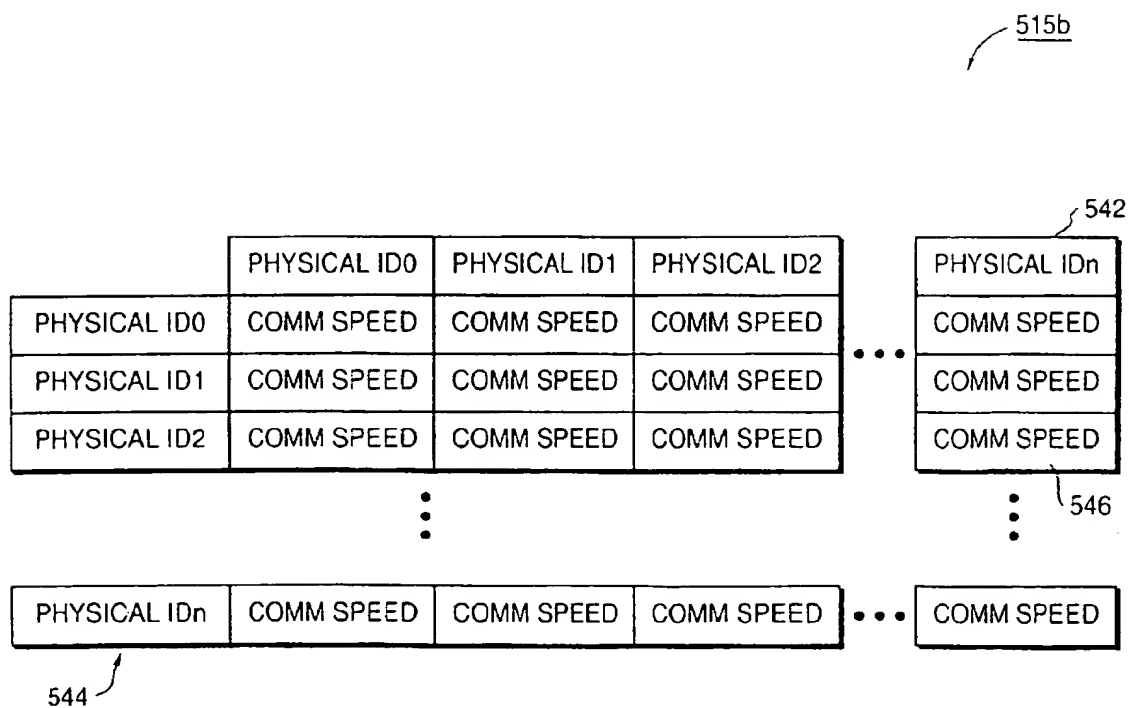 515b
542
PHYSICAL ID0 PHYSICAL ID1 PHYSICAL ID2 PHYSICAL IDn
PHYSICAL ID0 COMM SPEED COMM SPEED COMM SPEED COMM SPEED
PHYSICAL ID1 COMM SPEED COMM SPEED COMM SPEED COMM SPEED
PHYSICAL ID2 COMM SPEED COMM SPEED COMM SPEED COMM SPEED
546
PHYSICAL IDn COMM SPEED COMM SPEED COMM SPEED COMM SPEED
544